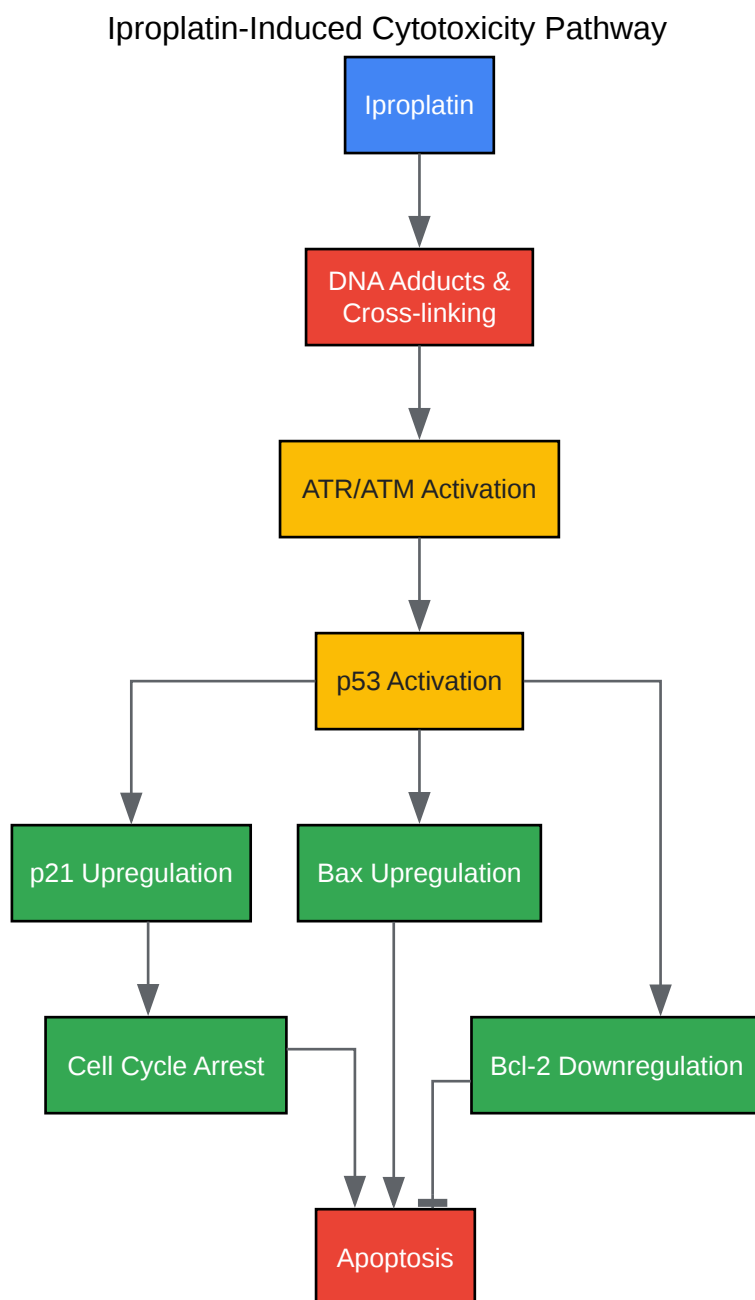 Iproplatin-Induced Cytotoxicity Pathway
Iproplatin
DNA Adducts &
Cross-linking
ATR/ATM Activation
p53 Activation
p21 Upregulation
Bax Upregulation
Cell Cycle Arrest
Bcl-2 Downregulation
Apoptosis